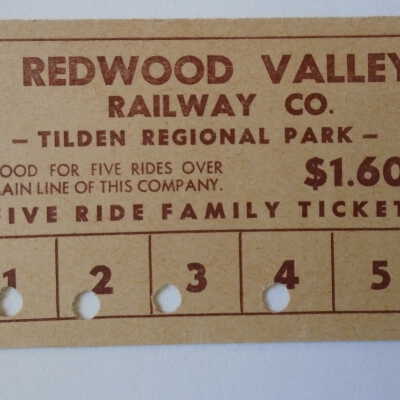 REDWOOD VALLEY
RAILWAY CO.
– TILDEN REGIONAL PARK –
OOD FOR FIVE RIDES OVER
AIN LINE OF THIS COMPANY.
$1.60
FIVE RIDE FAMILY TICKET
1 2 3 4 5